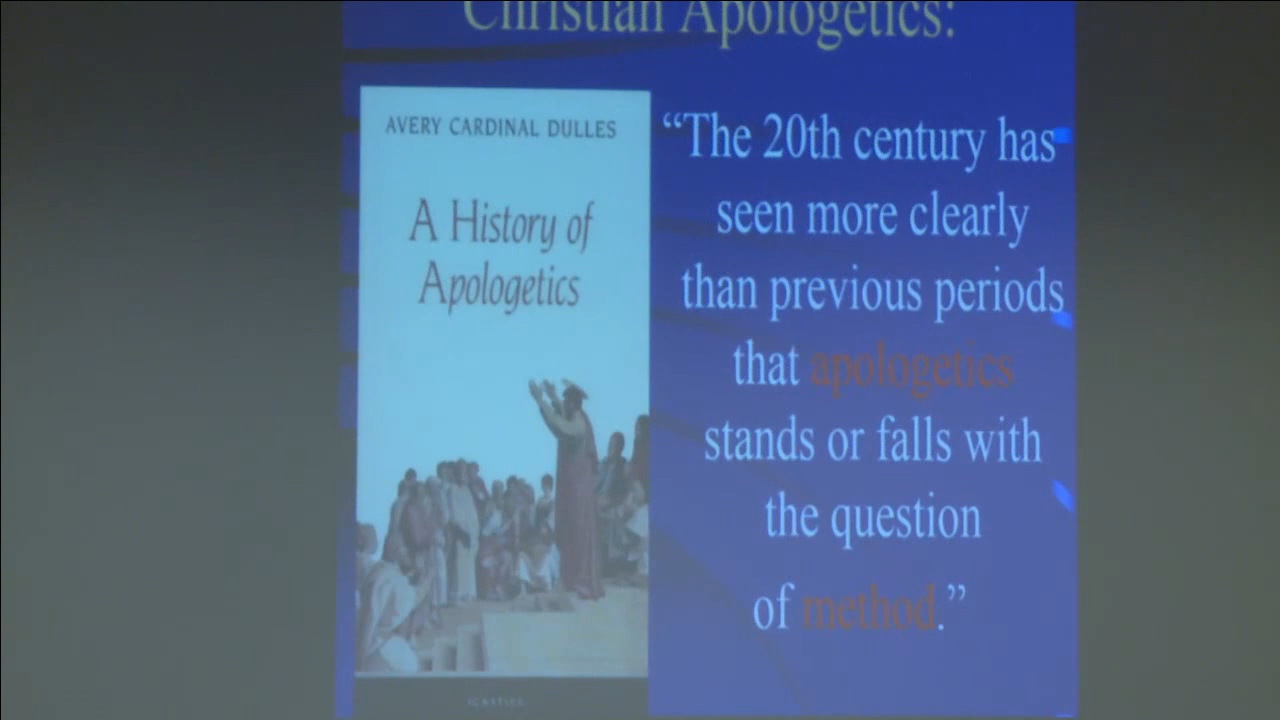 Christian Apologetics:
AVERY CARDINAL DULLES
A History of
Apologetics
IGNATIUS
“The 20th century has
seen more clearly
than previous periods
that apologetics
stands or falls with
the question
of method.”